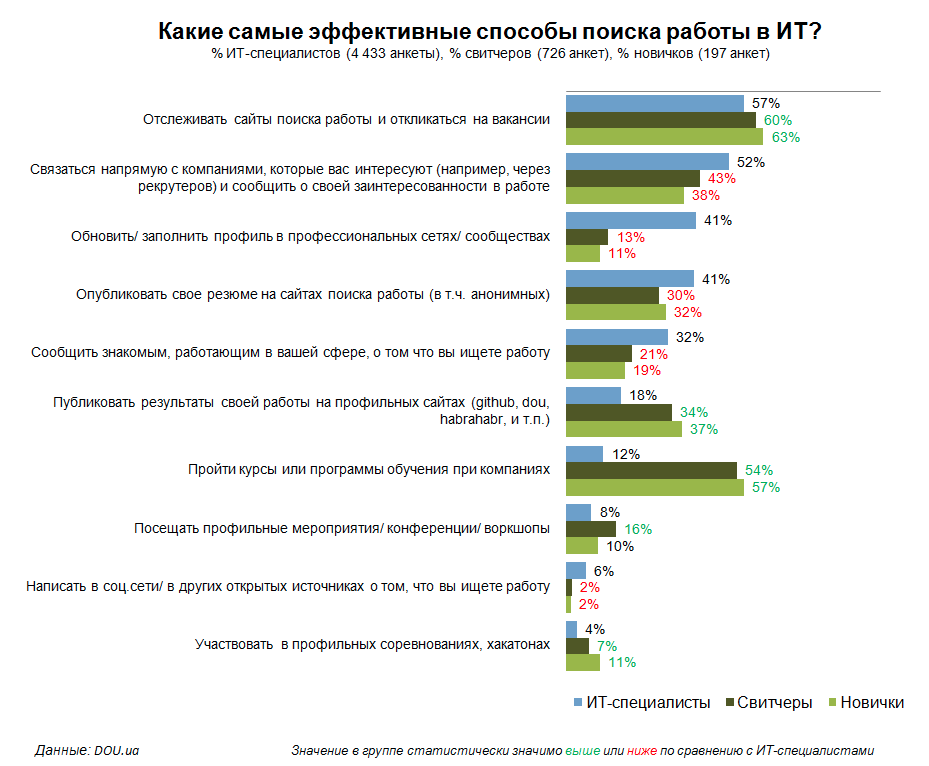 Какие самые эффективные способы поиска работы в ИТ?
% ИТ-специалистов (4 433 анкеты), % свитчеров (726 анкет), % новичков (197 анкет)
Отслеживать сайты поиска работы и откликаться на вакансии
57%
60%
63%
Связаться напрямую с компаниями, которые вас интересуют (например, через
рекрутеров) и сообщить о своей заинтересованности в работе
52%
43%
38%
Обновить/ заполнить профиль в профессиональных сетях/ сообществах
41%
13%
11%
Опубликовать свое резюме на сайтах поиска работы (в т.ч. анонимных)
41%
30%
32%
Сообщить знакомым, работающим в вашей сфере, о том что вы ищете работу
32%
21%
19%
Публиковать результаты своей работы на профильных сайтах (github, dou,
habrahabr, и т.п.)
18%
34%
37%
Пройти курсы или программы обучения при компаниях
12%
54%
57%
Посещать профильные мероприятия/ конференции/ воркшопы
8%
16%
10%
Написать в соц.сети/ в других открытых источниках о том, что вы ищете работу
6%
2%
2%
Участвовать в профильных соревнованиях, хакатонах
4%
7%
11%
ИТ-специалисты Свитчеры Новички
Данные: DOU.ua
Значение в группе статистически значимо выше или ниже по сравнению с ИТ-специалистами